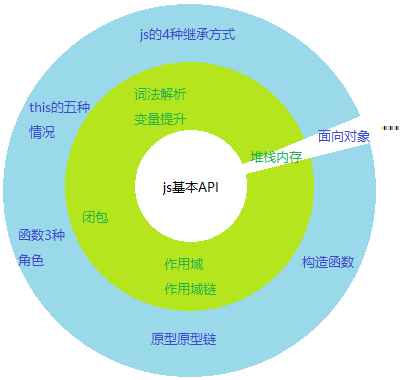 js的4种继承方式
词法解析
变量提升
this的五种
情况
面向对象
堆栈内存
js基本API
闭包
函数3种
角色
作用域
作用域链
构造函数
原型原型链